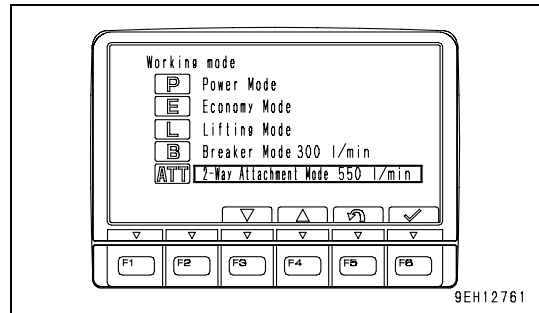 Working mode
P Power Mode
E Economy Mode
L Lifting Mode
B Breaker Mode 300 l/min
ATT 2-Way Attachment Mode 550 l/min
F1 F2 F3 F4 F5 F6
9EH12761